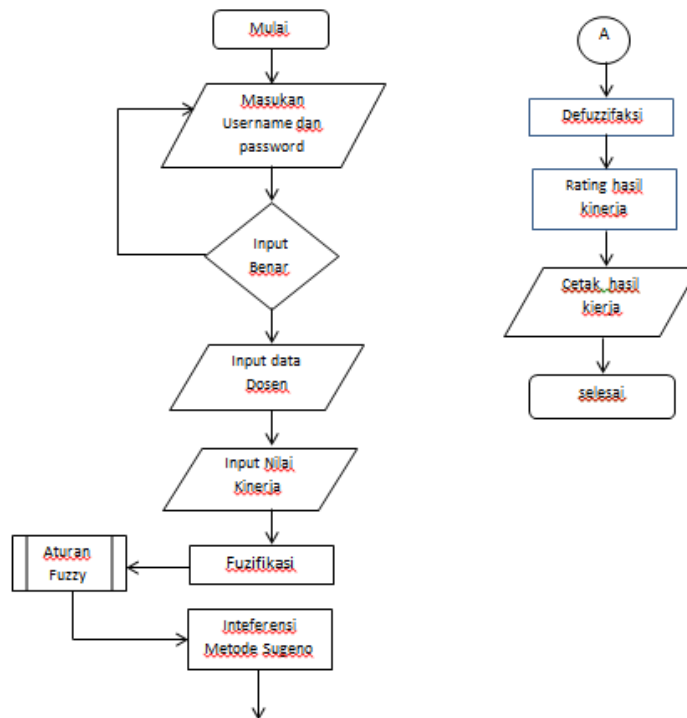 Mulai
Masukan
Username dan
password
Input
Benar
Input data
Dosen
Input Nilai
Kinerja
Fuzifikasi
Aturan
Fuzzy
Inteferensi
Metode Sugeno
A
Defuzzifaksi
Rating hasil
kinerja
Cetak hasil
kierja
selesai